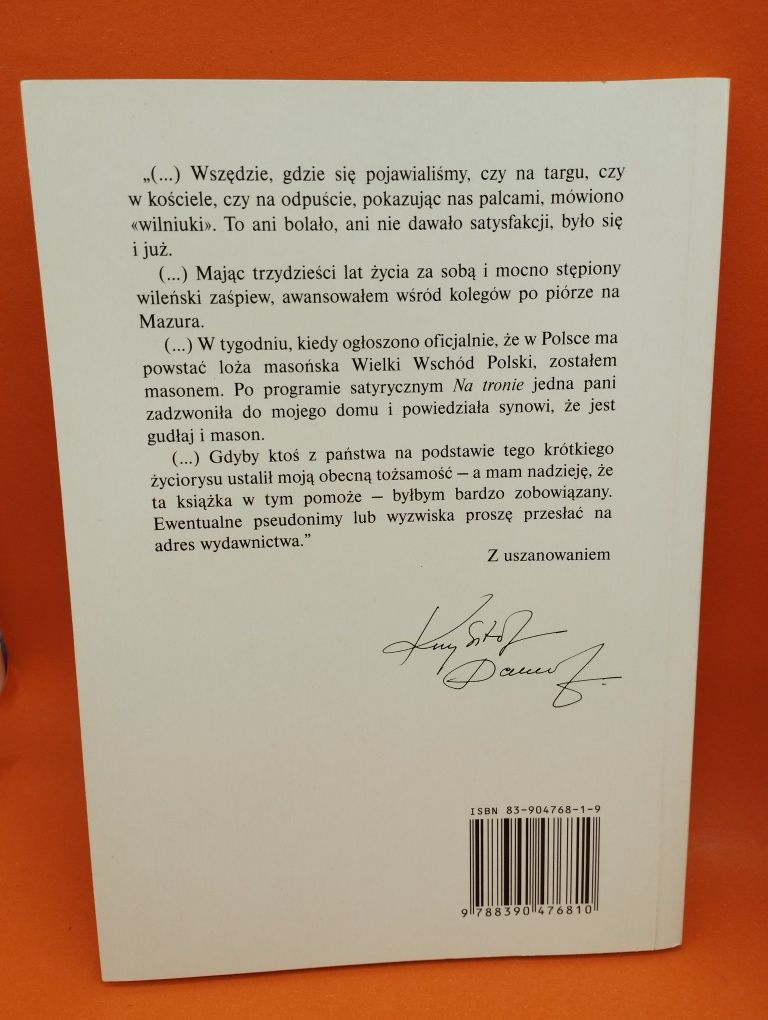 „(...) Wszędzie, gdzie się pojawialiśmy, czy na targu, czy
w kościele, czy na odpuście, pokazując nas palcami, mówiono
«wilniuki». To ani bolało, ani nie dawało satysfakcji, było się
i już.
(...) Mając trzydzieści lat życia za sobą i mocno stępiony
wileński zaśpiew, awansowałem wśród kolegów po piórze na
Mazura.
(...) W tygodniu, kiedy ogłoszono oficjalnie, że w Polsce ma
powstać loża masońska Wielki Wschód Polski, zostałem
masonem. Po programie satyrycznym Na tronie jedna pani
zadzwoniła do mojego domu i powiedziała synowi, że jest
gudłaj i mason.
(...) Gdyby ktoś z państwa na podstawie tego krótkiego
życiorysu ustalił moją obecną tożsamość – a mam nadzieję, że
ta książka w tym pomoże – byłbym bardzo zobowiązany.
Ewentualne pseudonimy lub wyzwiska proszę przesłać na
adres wydawnictwa.”
Z uszanowaniem
Krzysztof
ISBN 83-904768-1-9
9 788390 476810